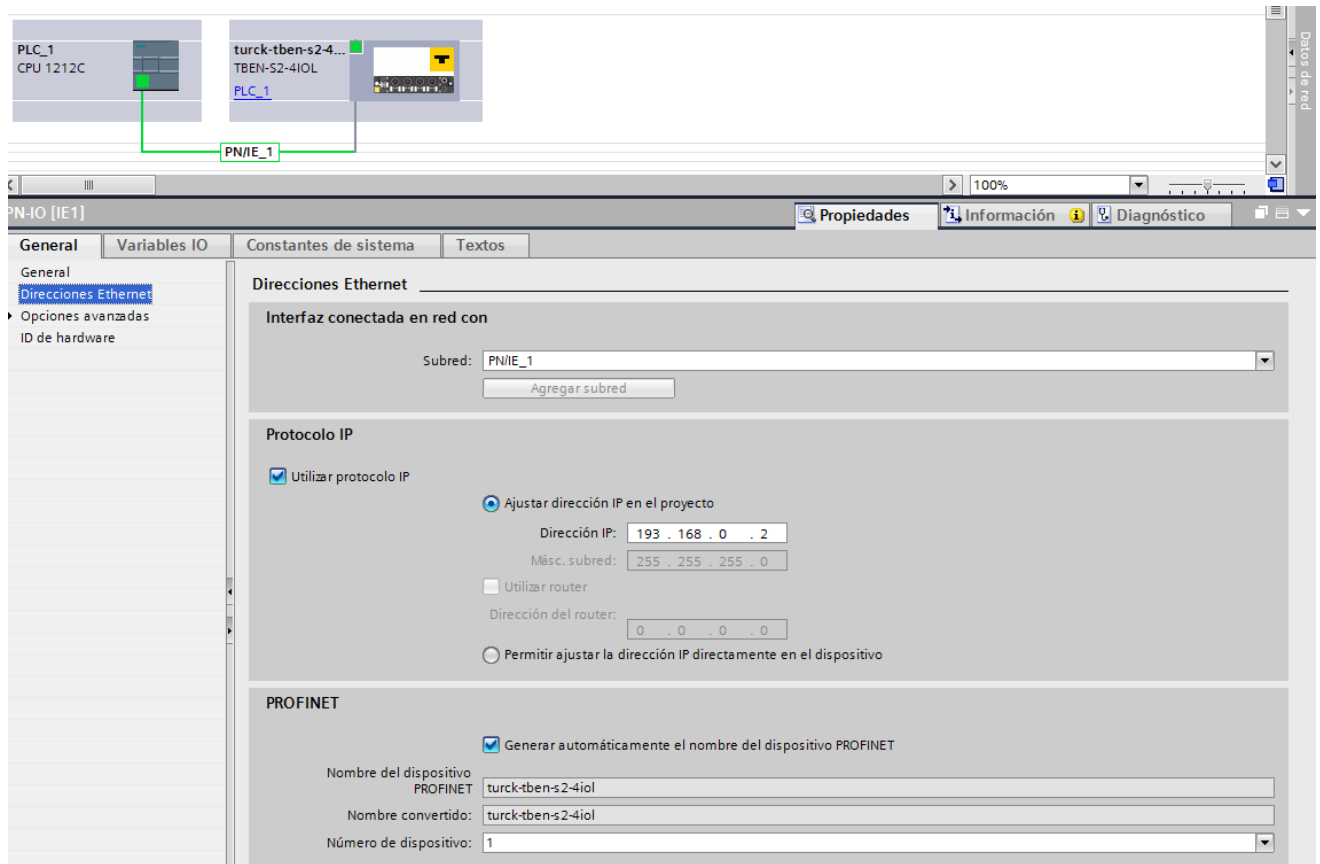 PLC_1
CPU 1212C
turck-tben-s2-4...
TBEN-S2-4IOL
PLC_1
PN/IE_1
Datos de red
100%
PN-IO [IE1]
Propiedades
Información
Diagnóstico
General
Variables IO
Constantes de sistema
Textos
General
Direcciones Ethernet
Opciones avanzadas
ID de hardware
Direcciones Ethernet
Interfaz conectada en red con
Subred: PN/IE_1
Agregar subred
Protocolo IP
Utilizar protocolo IP
Ajustar dirección IP en el proyecto
Dirección IP: 193 . 168 . 0 . 2
Másc. subred: 255 . 255 . 255 . 0
Utilizar router
Dirección del router: 0 . 0 . 0 . 0
Permitir ajustar la dirección IP directamente en el dispositivo
PROFINET
Generar automáticamente el nombre del dispositivo PROFINET
Nombre del dispositivo
PROFINET turck-tben-s2-4iol
Nombre convertido: turck-tben-s2-4iol
Número de dispositivo: 1